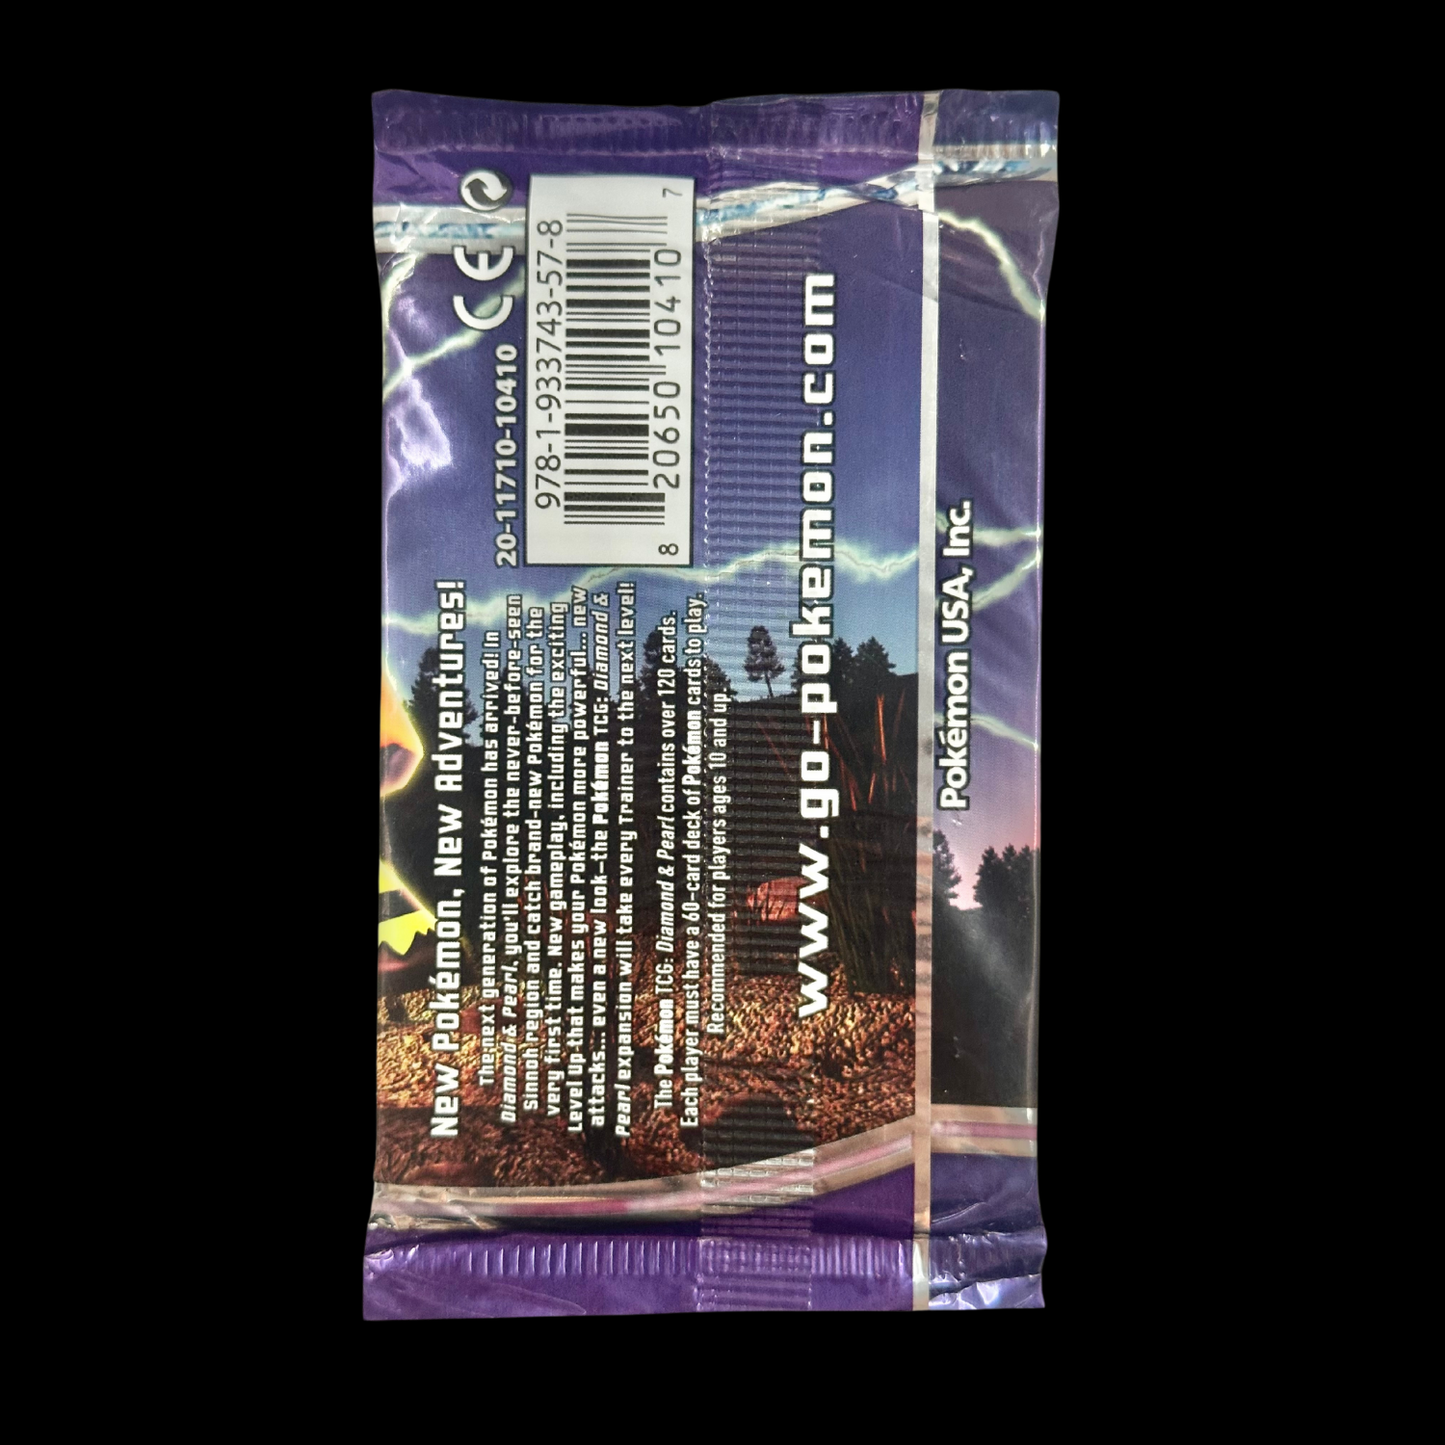 New Pokémon, New Adventures!
The next generation of Pokémon has arrived! In
Diamond & Pearl, you'll explore the never-before-seen
Sinnoh region and catch brand-new Pokémon for the
very first time. New gameplay, including the exciting
Level up that makes your Pokémon more powerful... new
attacks... even a new look—the Pokémon TCG: Diamond &
Pearl expansion will take every Trainer to the next level!
The Pokémon TCG: Diamond & Pearl contains over 120 cards.
Each player must have a 60-card deck of Pokémon cards to play.
Recommended for players ages 10 and up.
CE
20-11710-10410
978-1-933743-57-8
8 20650 10410 7
www.go-pokemon.com
Pokémon USA, Inc.